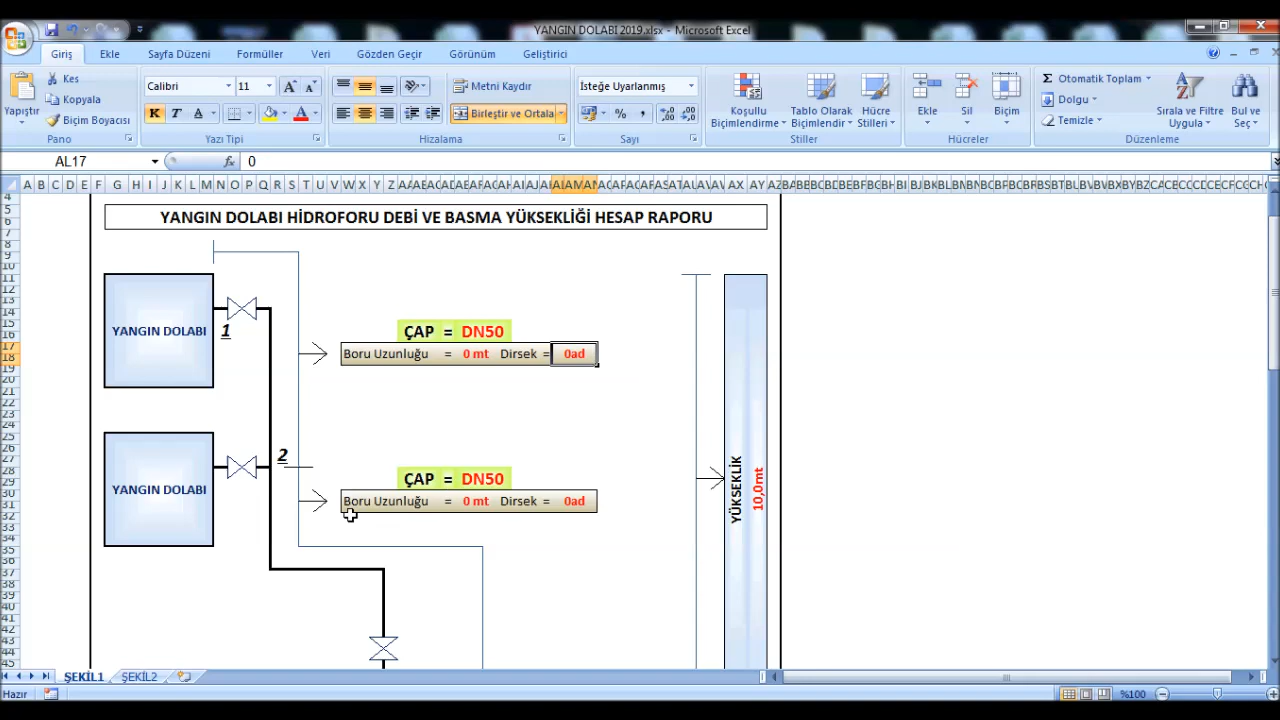 YANGIN DOLABI 2019.xlsx - Microsoft Excel
Giriş Ekle Sayfa Düzeni Formüller Veri Gözden Geçir Görünüm Geliştirici
Yapıştır
Kes
Kopyala
Biçim Boyacısı
Pano
Calibri 11
K T A
Yazı Tipi
Metni Kaydır
Birleştir ve Ortala
Hizalama
İsteğe Uyarlanmış
%
Sayı
Koşullu Biçimlendirme
Tablo Olarak Biçimlendir
Hücre Stilleri
Stiller
Ekle
Sil
Biçim
Hücreler
Otomatik Toplam
Dolgu
Temizle
Sırala ve Filtre Uygula
Bul ve Seç
Düzenleme
AL17 fx 0
YANGIN DOLABI HİDROFORU DEBİ VE BASMA YÜKSEKLİĞİ HESAP RAPORU
YANGIN DOLABI
1
ÇAP = DN50
Boru Uzunluğu = 0 mt Dirsek = 0ad
YANGIN DOLABI
2
ÇAP = DN50
Boru Uzunluğu = 0 mt Dirsek = 0ad
YÜKSEKLİK
10,0mt
ŞEKİL1 ŞEKİL2
Hazır
%100